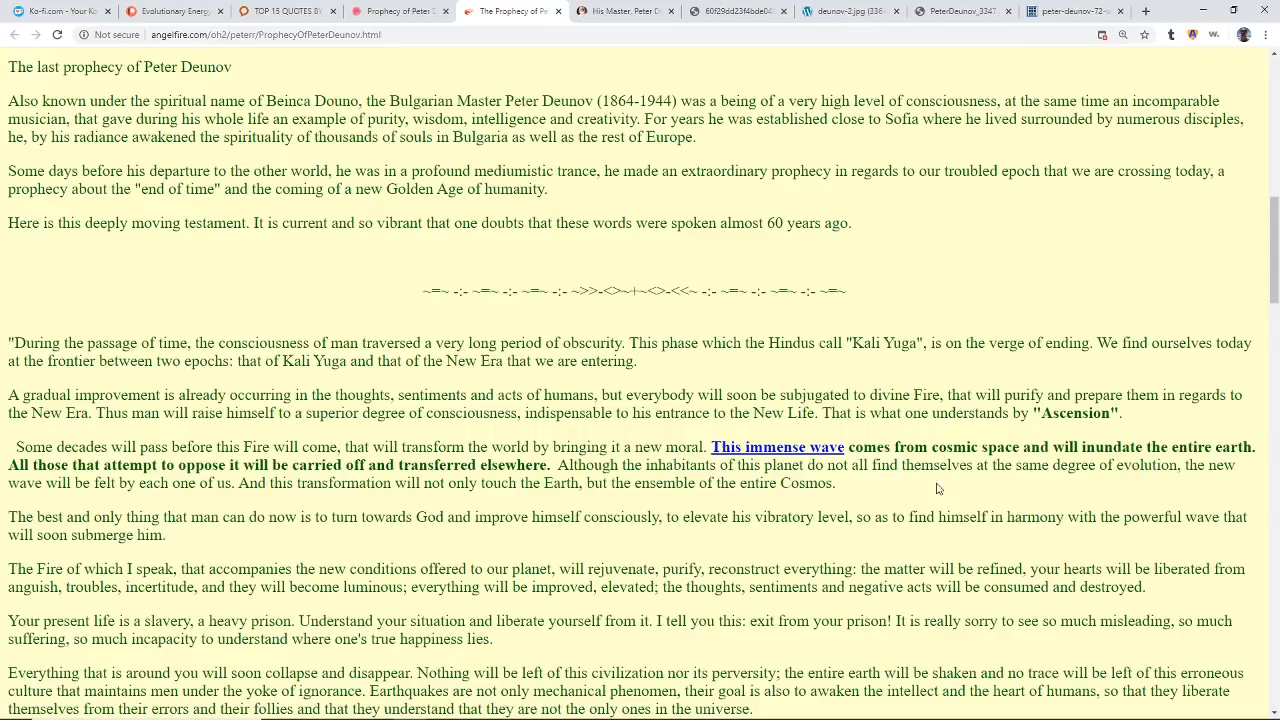 Ko-fi.com - Your Ko
Evolutionary Energy
TOP 15 QUOTES BY
Prophecy of Peter D
The Prophecy of Pe
His Master, Peter D
60f29dd23f4bde04
deunov-2.jpg (336×
PeterDeunov_3347.
peter-deunov-72-
Not secure | angelfire.com/oh2/peterr/ProphecyOfPeterDeunov.html
The last prophecy of Peter Deunov
Also known under the spiritual name of Beinca Douno, the Bulgarian Master Peter Deunov (1864-1944) was a being of a very high level of consciousness, at the same time an incomparable
musician, that gave during his whole life an example of purity, wisdom, intelligence and creativity. For years he was established close to Sofia where he lived surrounded by numerous disciples,
he, by his radiance awakened the spirituality of thousands of souls in Bulgaria as well as the rest of Europe.
Some days before his departure to the other world, he was in a profound mediumistic trance, he made an extraordinary prophecy in regards to our troubled epoch that we are crossing today, a
prophecy about the "end of time" and the coming of a new Golden Age of humanity.
Here is this deeply moving testament. It is current and so vibrant that one doubts that these words were spoken almost 60 years ago.
~=~ -:- ~=~ -:- ~=~ -:- ~>>-<>~+~<>-<<~ -:- ~=~ -:- ~=~ -:- ~=~
"During the passage of time, the consciousness of man traversed a very long period of obscurity. This phase which the Hindus call "Kali Yuga", is on the verge of ending. We find ourselves today
at the frontier between two epochs: that of Kali Yuga and that of the New Era that we are entering.
A gradual improvement is already occurring in the thoughts, sentiments and acts of humans, but everybody will soon be subjugated to divine Fire, that will purify and prepare them in regards to
the New Era. Thus man will raise himself to a superior degree of consciousness, indispensable to his entrance to the New Life. That is what one understands by "Ascension".
Some decades will pass before this Fire will come, that will transform the world by bringing it a new moral. This immense wave comes from cosmic space and will inundate the entire earth.
All those that attempt to oppose it will be carried off and transferred elsewhere. Although the inhabitants of this planet do not all find themselves at the same degree of evolution, the new
wave will be felt by each one of us. And this transformation will not only touch the Earth, but the ensemble of the entire Cosmos.
The best and only thing that man can do now is to turn towards God and improve himself consciously, to elevate his vibratory level, so as to find himself in harmony with the powerful wave that
will soon submerge him.
The Fire of which I speak, that accompanies the new conditions offered to our planet, will rejuvenate, purify, reconstruct everything: the matter will be refined, your hearts will be liberated from
anguish, troubles, incertitude, and they will become luminous; everything will be improved, elevated; the thoughts, sentiments and negative acts will be consumed and destroyed.
Your present life is a slavery, a heavy prison. Understand your situation and liberate yourself from it. I tell you this: exit from your prison! It is really sorry to see so much misleading, so much
suffering, so much incapacity to understand where one's true happiness lies.
Everything that is around you will soon collapse and disappear. Nothing will be left of this civilization nor its perversity; the entire earth will be shaken and no trace will be left of this erroneous
culture that maintains men under the yoke of ignorance. Earthquakes are not only mechanical phenomen, their goal is also to awaken the intellect and the heart of humans, so that they liberate
themselves from their errors and their follies and that they understand that they are not the only ones in the universe.